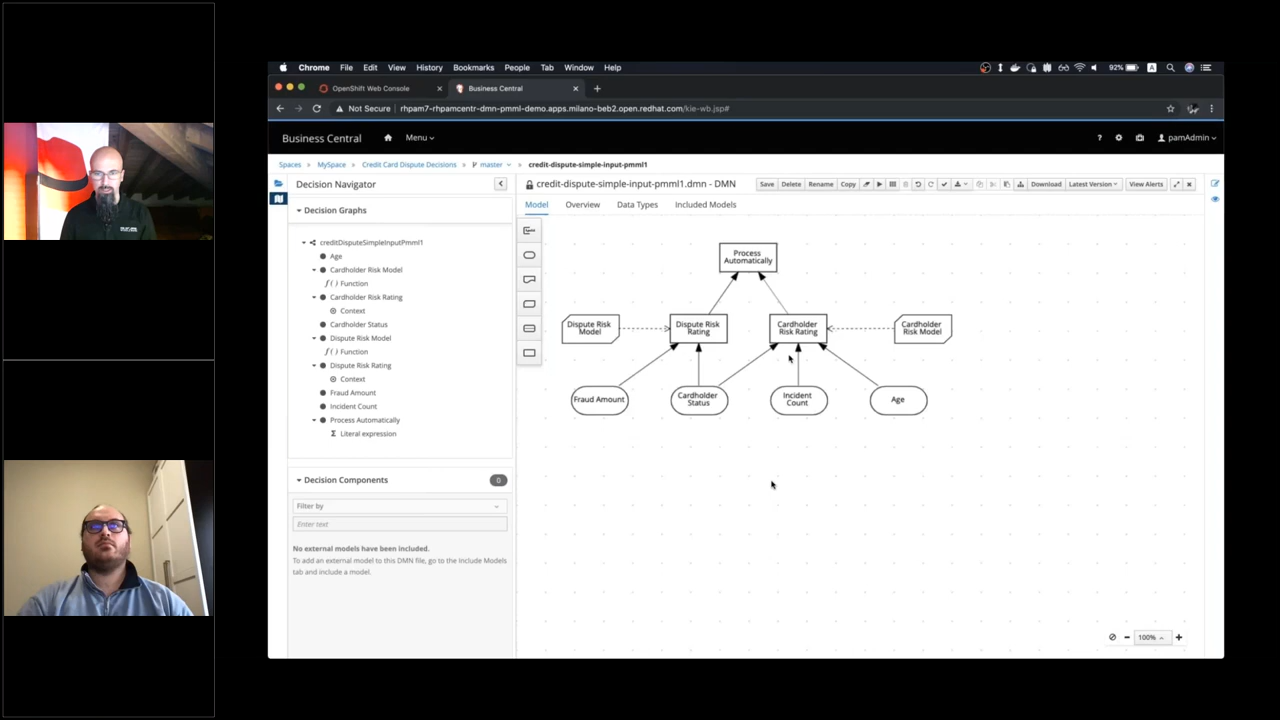 Chrome File Edit View History Bookmarks People Tab Window Help 92%
OpenShift Web Console
Business Central
Not Secure rhpam7-rhpamcentr-dmn-pmml-demo.apps.milano-beb2.open.redhat.com/kie-wb.jsp#
Business Central Menu pamAdmin
Spaces » MySpace » Credit Card Dispute Decisions » master » credit-dispute-simple-input-pmml1
Decision Navigator
Decision Graphs
creditDisputeSimpleInputPmml1
Age
Cardholder Risk Model
Function
Cardholder Risk Rating
Context
Cardholder Status
Dispute Risk Model
Function
Dispute Risk Rating
Context
Fraud Amount
Incident Count
Process Automatically
Literal expression
Decision Components 0
Filter by
Enter text
No external models have been included.
To add an external model to this DMN file, go to the Include Models
tab and include a model.
credit-dispute-simple-input-pmml1.dmn - DMN
Save Delete Rename Copy Download Latest Version View Alerts
Model Overview Data Types Included Models
Process
Automatically
Dispute Risk
Model
Dispute Risk
Rating
Cardholder
Risk Rating
Cardholder
Risk Model
Fraud Amount
Cardholder
Status
Incident
Count
Age
100%